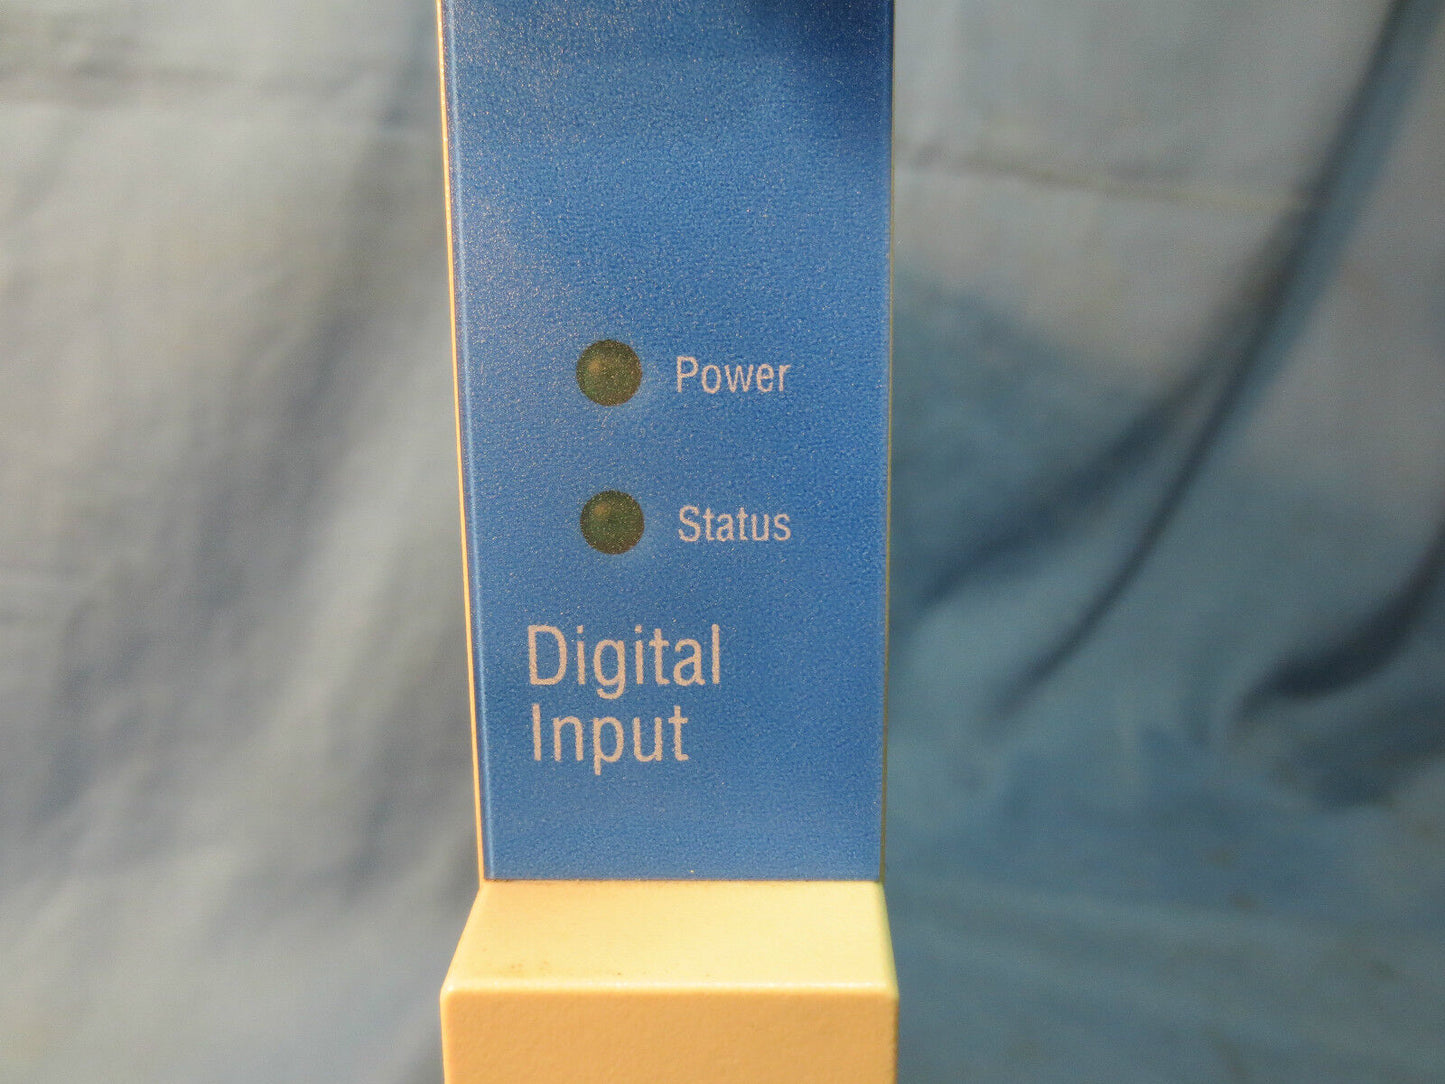 Power
Status
Digital
Input